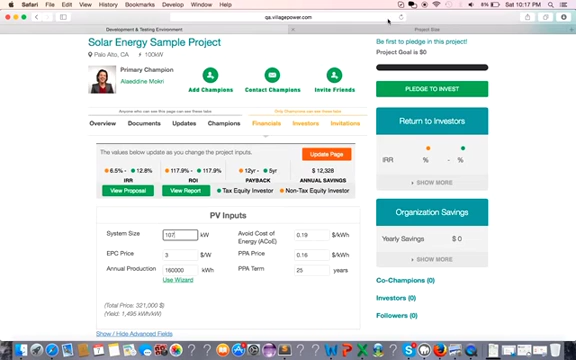 Safari File Edit View History Bookmarks Develop Window Help
8% Sat 10:17 PM
qa.villagepower.com
Development & Testing Environment
Project Size
Solar Energy Sample Project
Palo Alto, CA 100kW
Primary Champion
Alaeddine Mokri
Add Champions
Contact Champions
Invite Friends
Anyone who can see this page can see these tabs
Only Champions can see these tabs
Overview Documents Updates Champions Financials Investors Invitations
The values below update as you change the project inputs.
Update Page
6.5% - 12.8%
IRR
117.9% - 117.9%
ROI
12yr - 5yr
PAYBACK
$ 12,328
ANNUAL SAVINGS
View Proposal
View Report
Tax Equity Investor
Non-Tax Equity Investor
PV Inputs
System Size 107 kW
Avoid Cost of Energy (ACoE) 0.19 $/kWh
EPC Price 3 $/W
PPA Price 0.16 $/kWh
Annual Production 160000 kWh
PPA Term 25 years
Use Wizard
(Total Price: 321,000 $)
(Yield: 1,495 kWh/kW)
Show / Hide Advanced Fields
Be first to pledge in this project!
Project Goal is $0
PLEDGE TO INVEST
Return to Investors
IRR % - %
SHOW MORE
Organization Savings
Yearly Savings $ 0
SHOW MORE
Co-Champions (0)
Investors (0)
Followers (0)